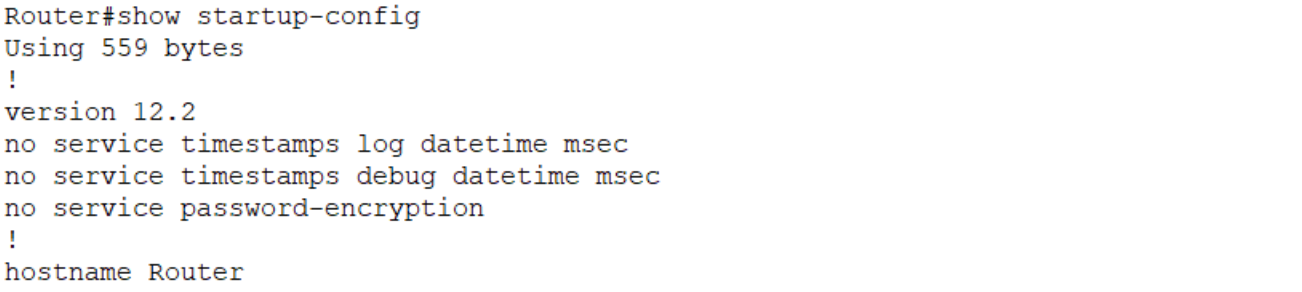 Router#show startup-config
Using 559 bytes
!
version 12.2
no service timestamps log datetime msec
no service timestamps debug datetime msec
no service password-encryption
!
hostname Router